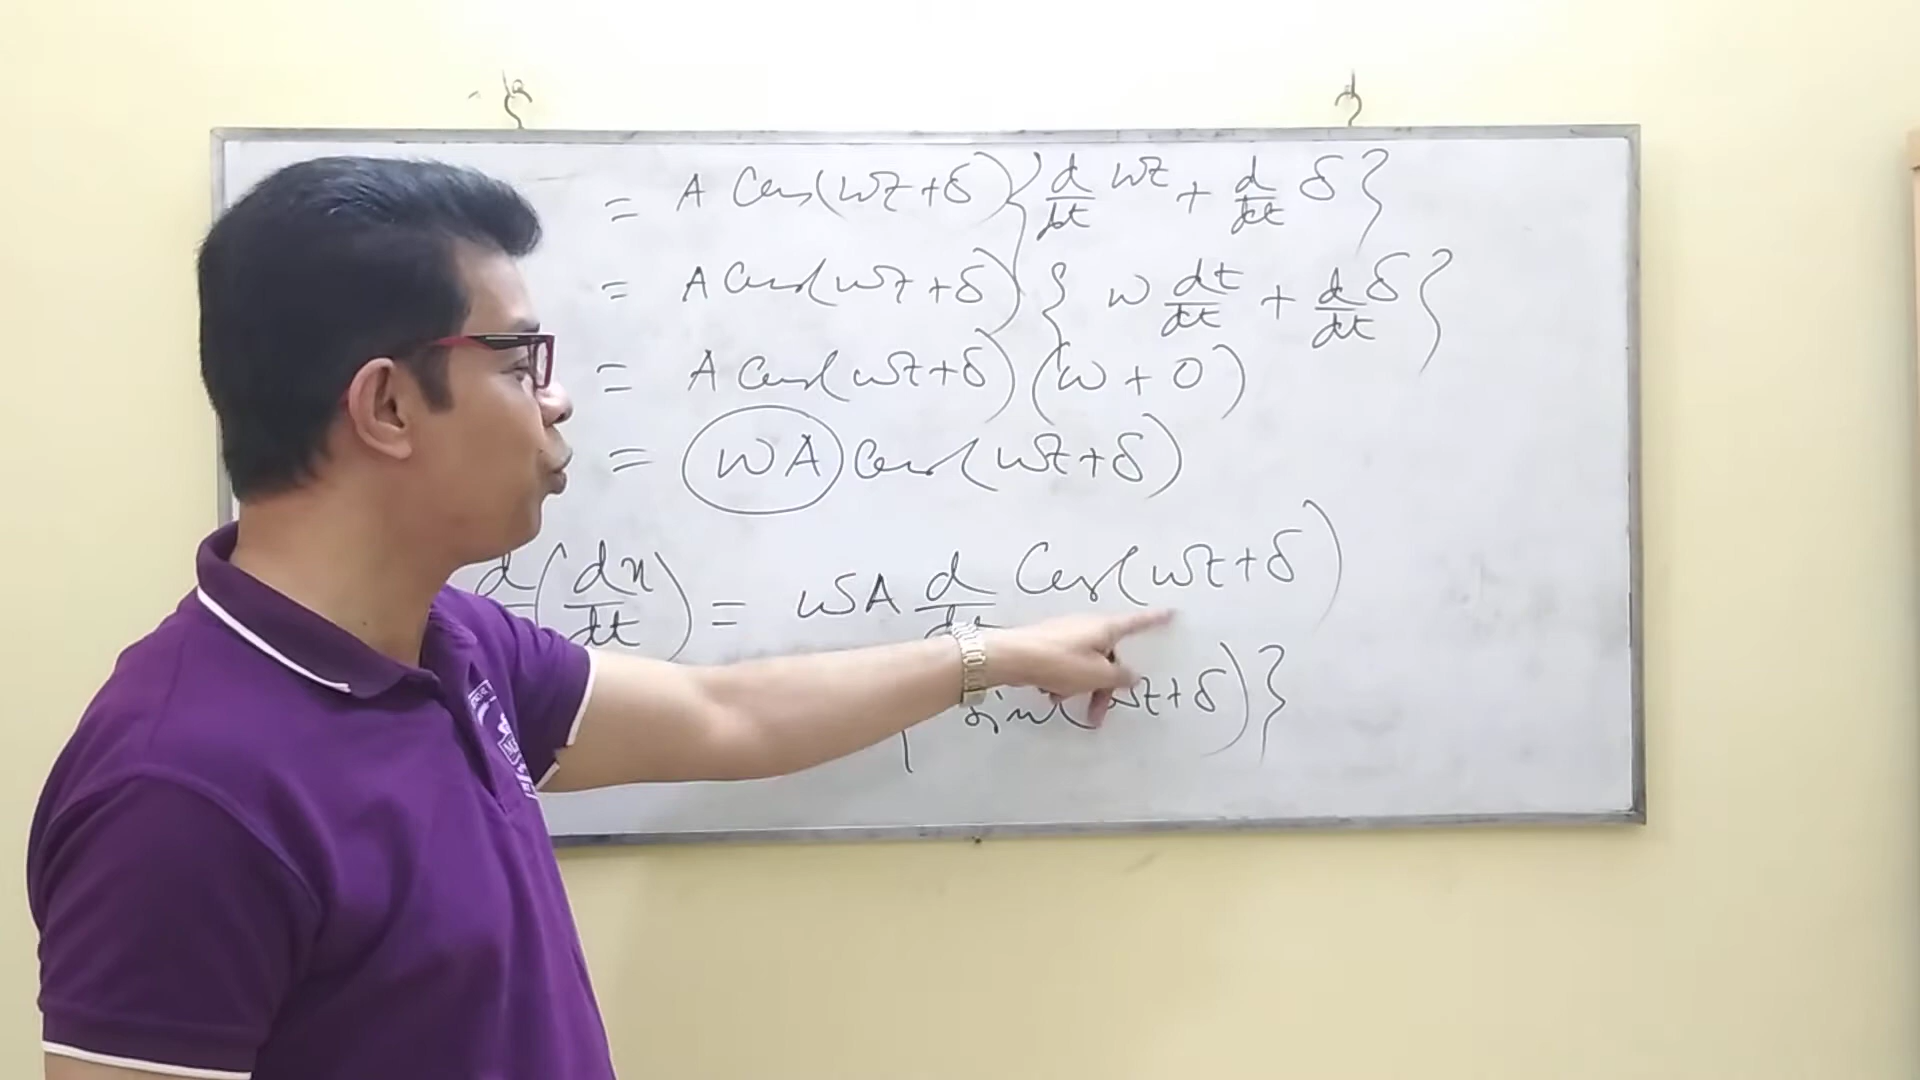 = A Cos(ωt+δ) { d/dt ωt + d/dt δ }
= A Cos(ωt+δ) { ω dt/dt + d/dt δ }
= A Cos(ωt+δ) (ω + 0)
= ωA Cos(ωt+δ)
d (dx/dt) = ωA d/dt Cos(ωt+δ)
{ sin(ωt+δ) }